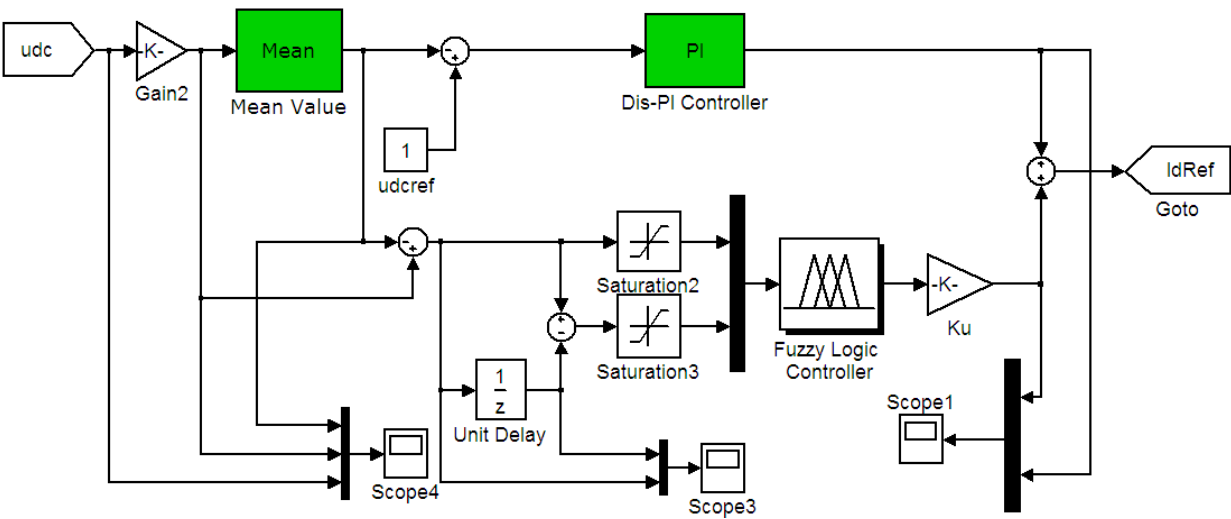 udc
-K-
Gain2
Mean
Mean Value
-
+
PI
Dis-PI Controller
1
udcref
+
+
IdRef
Goto
-
+
Saturation2
+
-
Saturation3
Fuzzy Logic
Controller
-K-
Ku
1
z
Unit Delay
Scope1
Scope4
Scope3